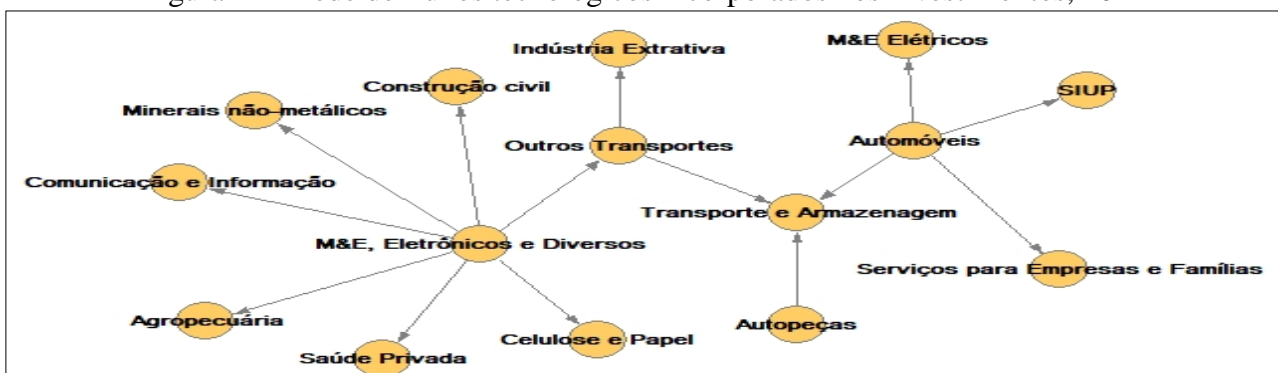 Indústria Extrativa
M&E Elétricos
Construção civil
SIUP
Minerais não-metálicos
Outros Transportes
Automóveis
Comunicação e Informação
Transporte e Armazenagem
M&E, Eletrônicos e Diversos
Serviços para Empresas e Famílias
Agropecuária
Autopeças
Celulose e Papel
Saúde Privada